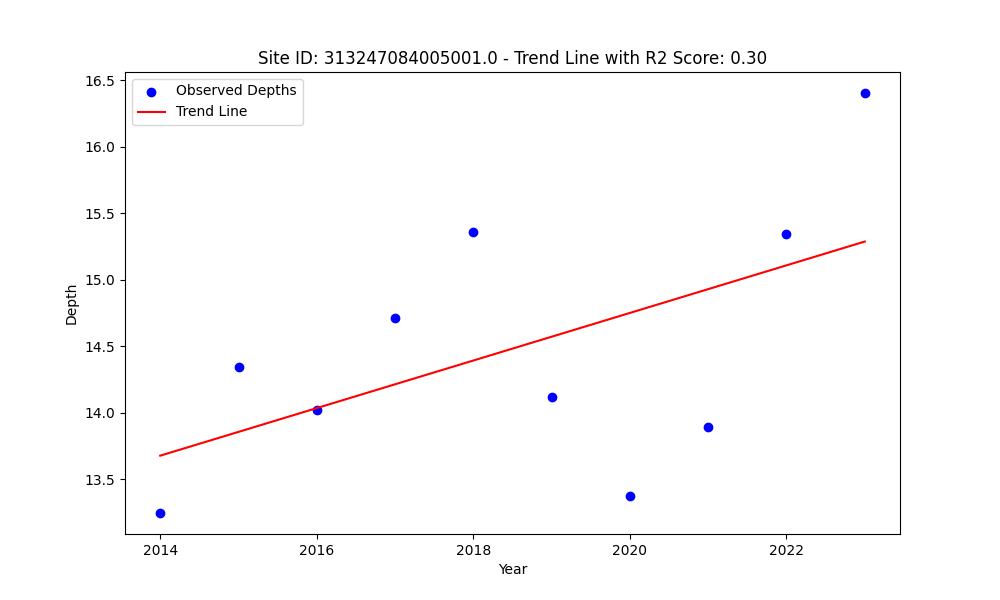 Site ID: 313247084005001.0 - Trend Line with R2 Score: 0.30
Observed Depths
Trend Line
16.5
16.0
15.5
15.0
14.5
14.0
13.5
Depth
2014
2016
2018
2020
2022
Year